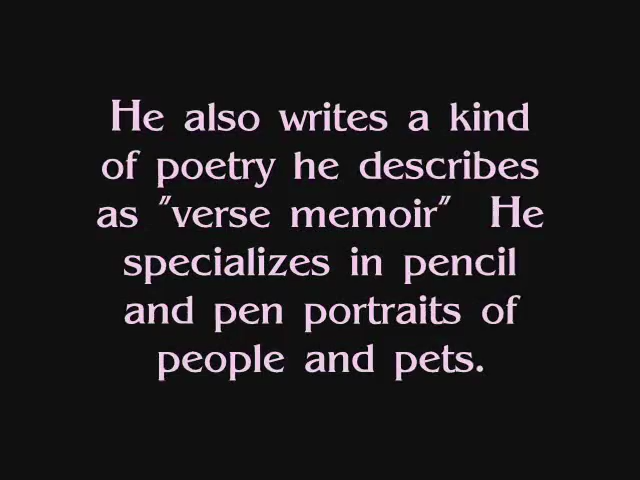 He also writes a kind
of poetry he describes
as "verse memoir"  He
specializes in pencil
and pen portraits of
people and pets.